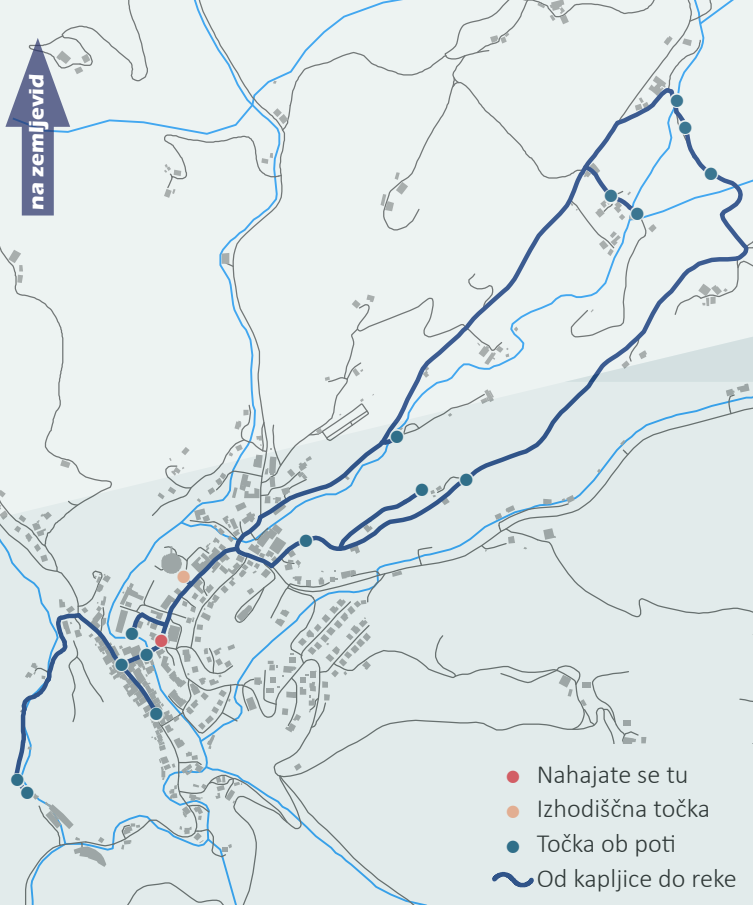 na zemljevid
Nahajate se tu
Izhodiščna točka
Točka ob poti
Od kapljice do reke